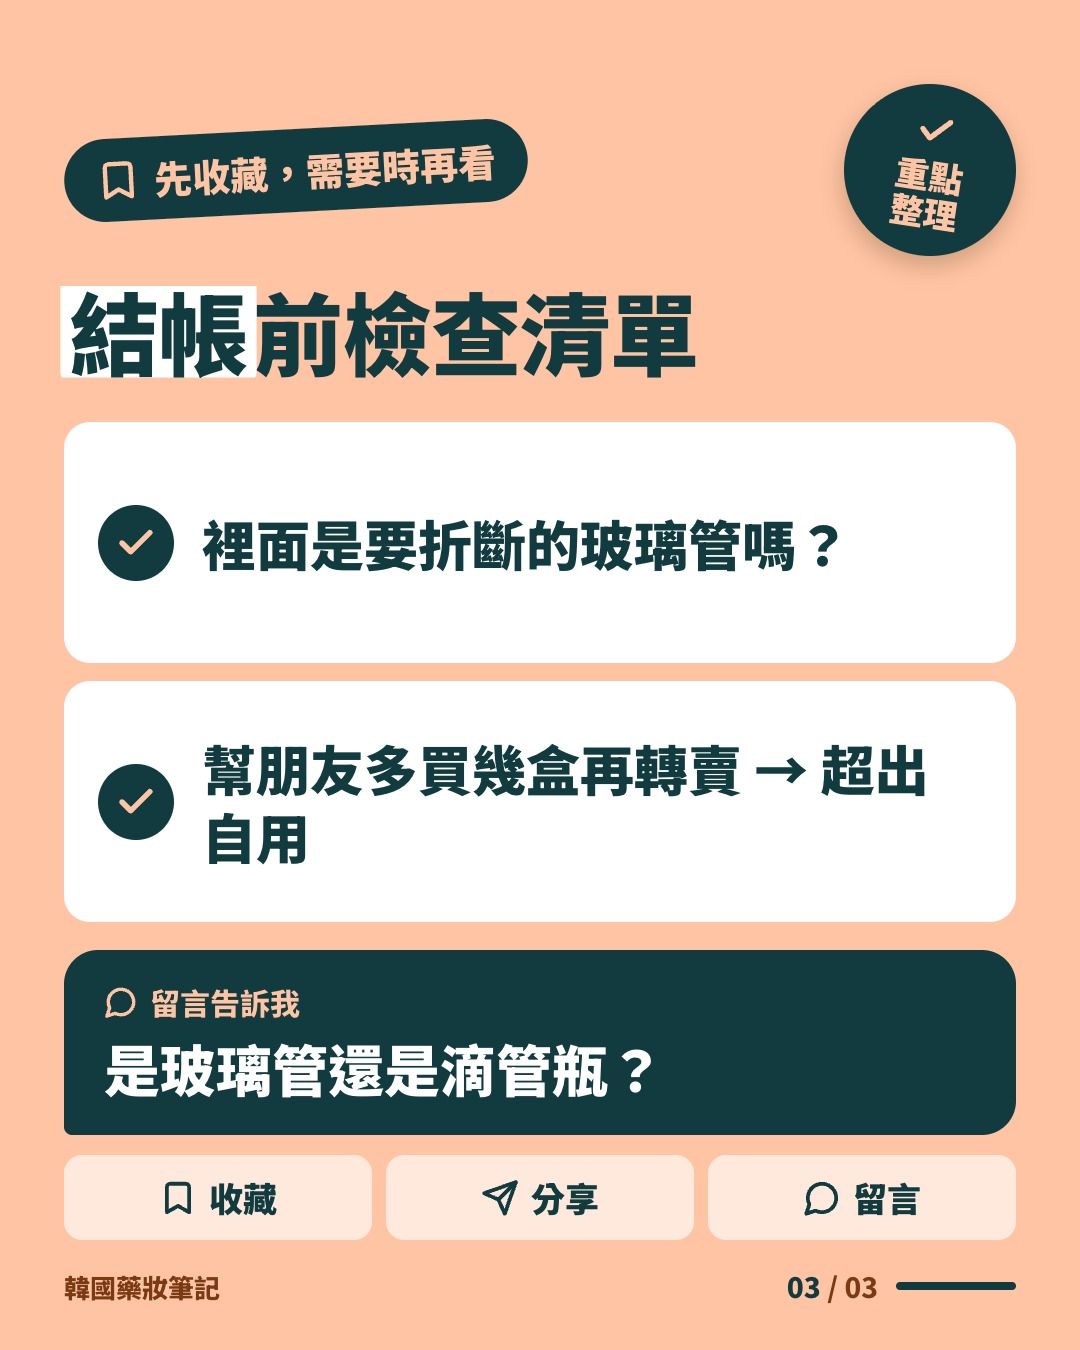 先收藏，需要時再看
重點
整理
結帳前檢查清單
裡面是要折斷的玻璃管嗎？
幫朋友多買幾盒再轉賣 → 超出
自用
留言告訴我
是玻璃管還是滴管瓶？
收藏
分享
留言
韓國藥妝筆記
03 / 03